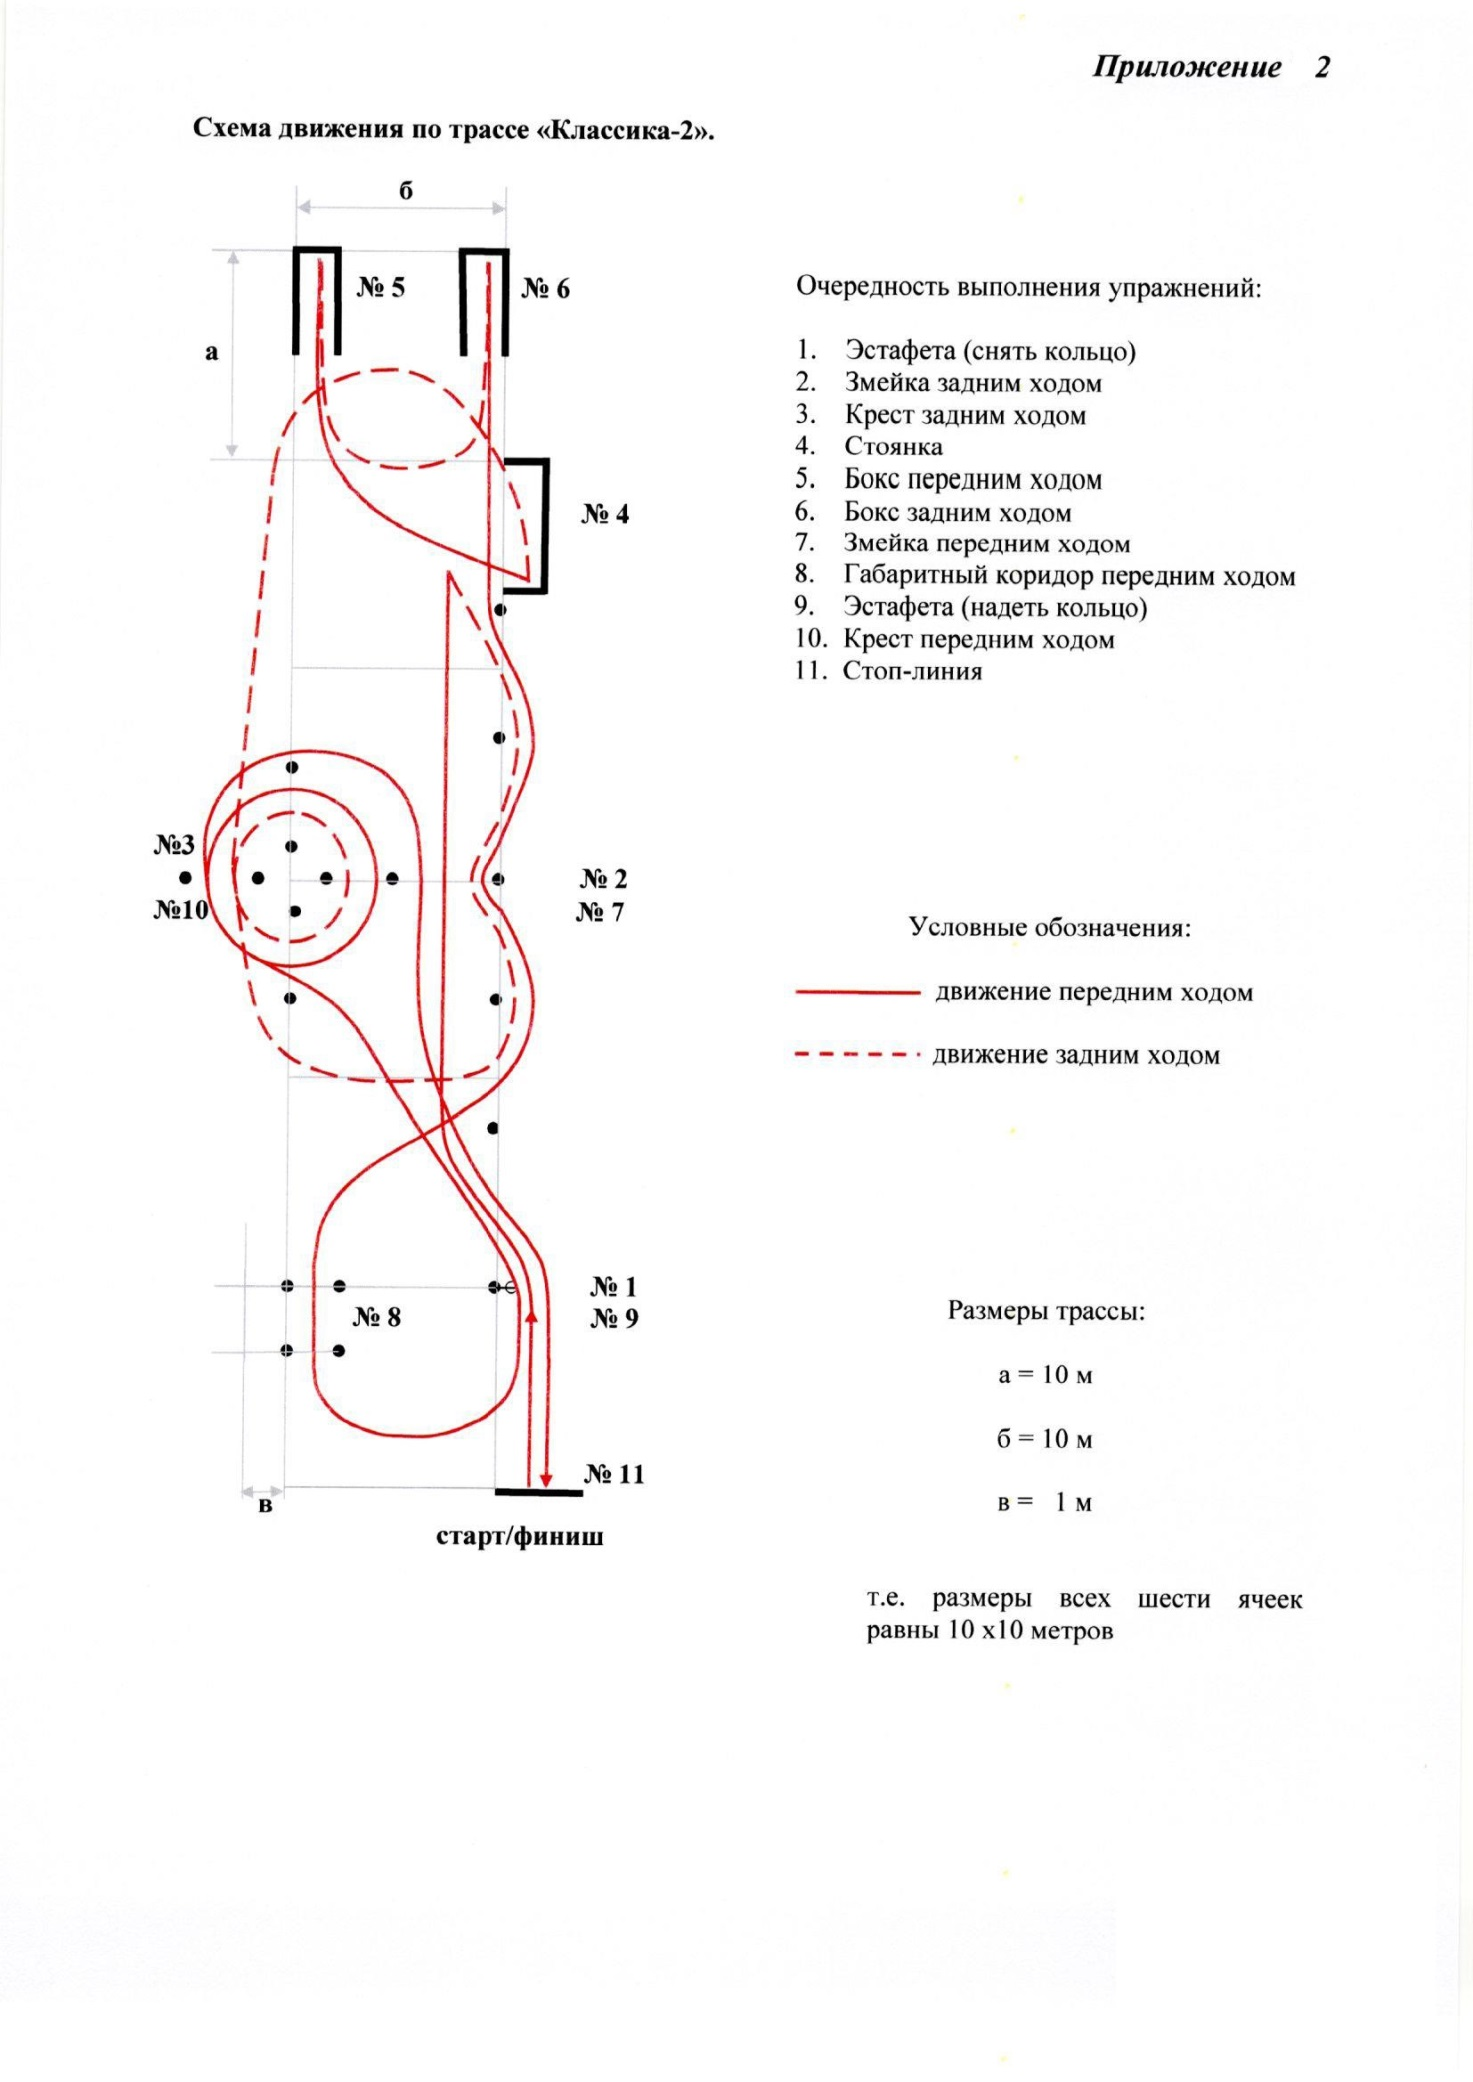 Приложение 2
Схема движения по трассе «Классика-2».
б
№ 5
№ 6
а
№ 4
№3
№10
№ 2
№ 7
№ 1
№ 9
№ 8
№ 11
в
старт/финиш
Очередность выполнения упражнений:
1. Эстафета (снять кольцо)
2. Змейка задним ходом
3. Крест задним ходом
4. Стоянка
5. Бокс передним ходом
6. Бокс задним ходом
7. Змейка передним ходом
8. Габаритный коридор передним ходом
9. Эстафета (надеть кольцо)
10. Крест передним ходом
11. Стоп-линия
Условные обозначения:
движение передним ходом
движение задним ходом
Размеры трассы:
а = 10 м
б = 10 м
в = 1 м
т.е. размеры всех шести ячеек
равны 10 х10 метров